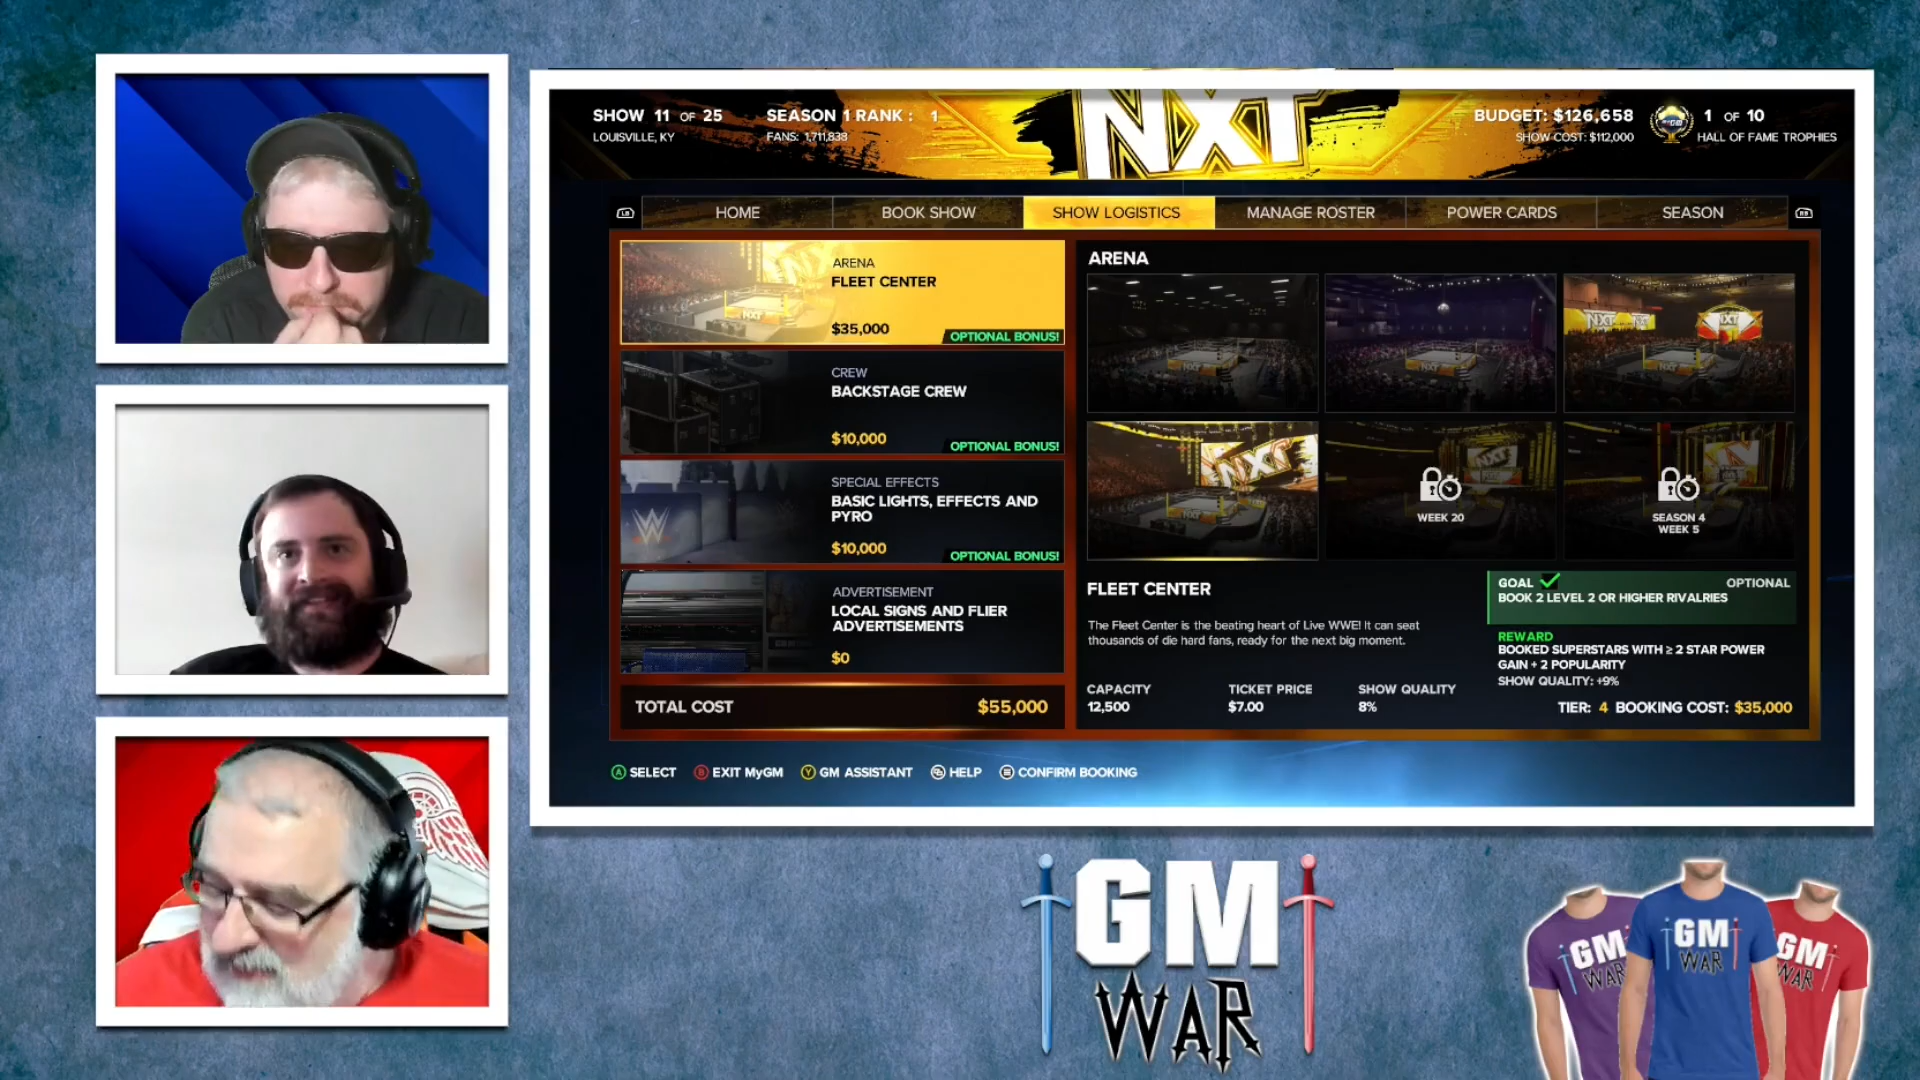 SHOW 11 OF 25
LOUISVILLE, KY
SEASON 1 RANK : 1
FANS: 1,711,838
NXT
BUDGET: $126,658
SHOW COST: $112,000
1 OF 10
HALL OF FAME TROPHIES
LB
HOME
BOOK SHOW
SHOW LOGISTICS
MANAGE ROSTER
POWER CARDS
SEASON
RB
ARENA
FLEET CENTER
$35,000
OPTIONAL BONUS!
CREW
BACKSTAGE CREW
$10,000
OPTIONAL BONUS!
SPECIAL EFFECTS
BASIC LIGHTS, EFFECTS AND
PYRO
$10,000
OPTIONAL BONUS!
ADVERTISEMENT
LOCAL SIGNS AND FLIER
ADVERTISEMENTS
$0
TOTAL COST
$55,000
ARENA
WEEK 20
SEASON 4
WEEK 5
FLEET CENTER
The Fleet Center is the beating heart of Live WWE! It can seat
thousands of die hard fans, ready for the next big moment.
CAPACITY
12,500
TICKET PRICE
$7.00
SHOW QUALITY
8%
GOAL
OPTIONAL
BOOK 2 LEVEL 2 OR HIGHER RIVALRIES
REWARD
BOOKED SUPERSTARS WITH ≥ 2 STAR POWER
GAIN + 2 POPULARITY
SHOW QUALITY: +9%
TIER: 4 BOOKING COST: $35,000
A SELECT
B EXIT MyGM
Y GM ASSISTANT
HELP
CONFIRM BOOKING
GM
WAR
GM
WAR
GM
WAR
GM
WAR